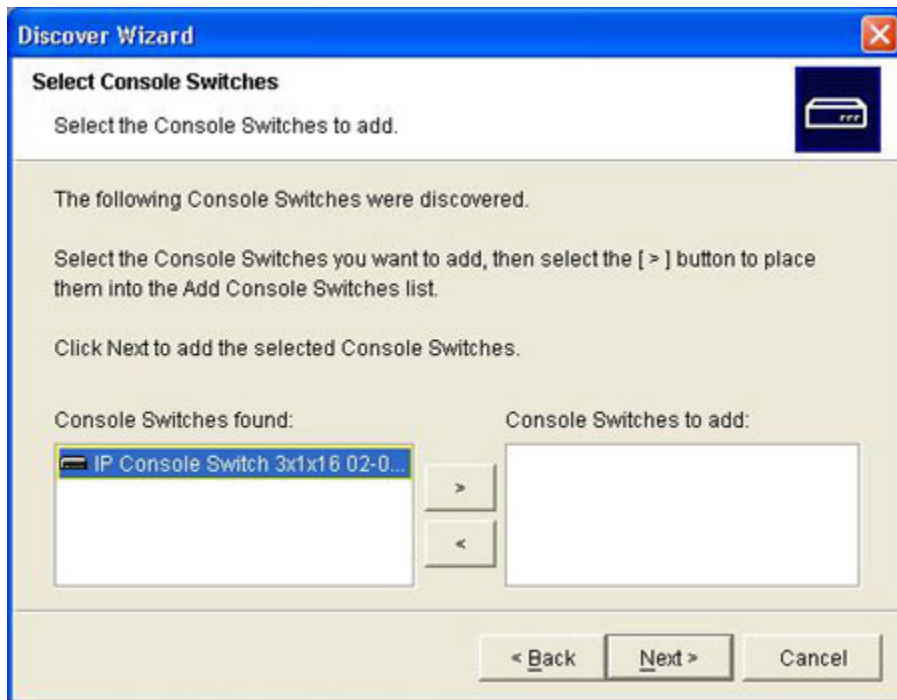 Discover Wizard
Select Console Switches
Select the Console Switches to add.
The following Console Switches were discovered.
Select the Console Switches you want to add, then select the [ > ] button to place
them into the Add Console Switches list.
Click Next to add the selected Console Switches.
Console Switches found:
Console Switches to add:
IP Console Switch 3x1x16 02-0...
>
<
< Back
Next >
Cancel